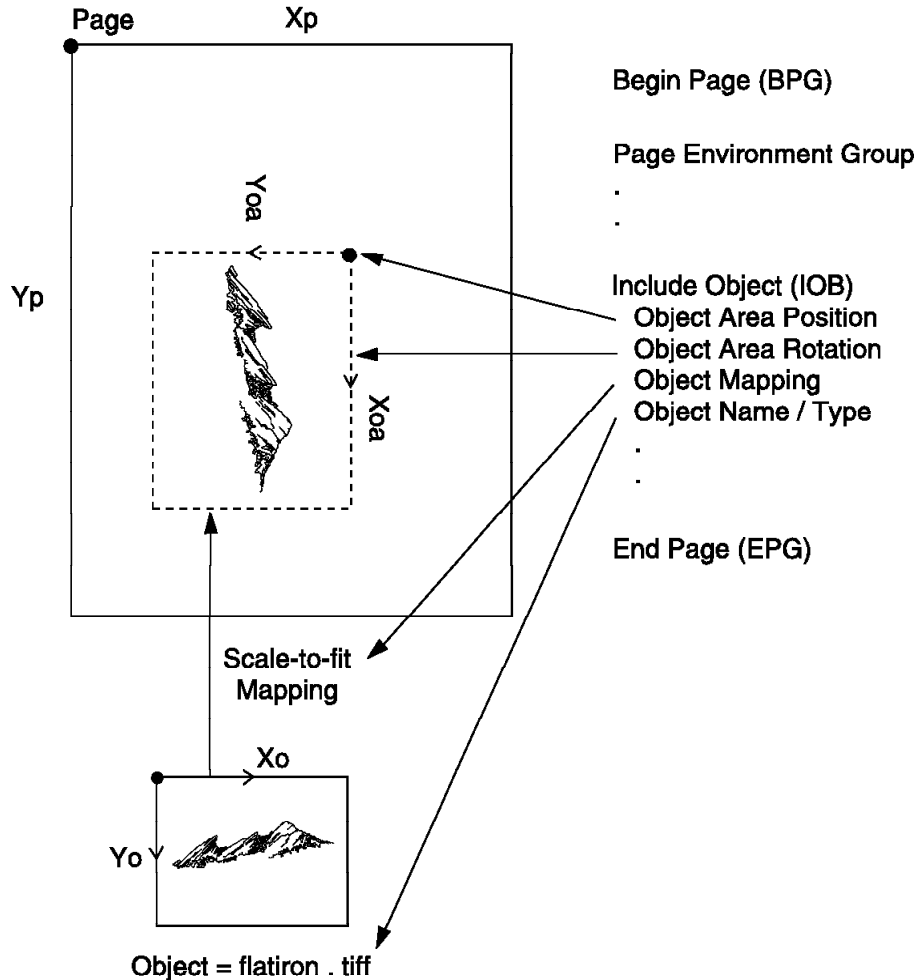 Page
Xp
Begin Page (BPG)
Page Environment Group
.
.
Yoa
Yp
Include Object (IOB)
Object Area Position
Object Area Rotation
Object Mapping
Object Name / Type
.
.
Xoa
End Page (EPG)
Scale-to-fit
Mapping
Xo
Yo
Object = flatiron . tiff